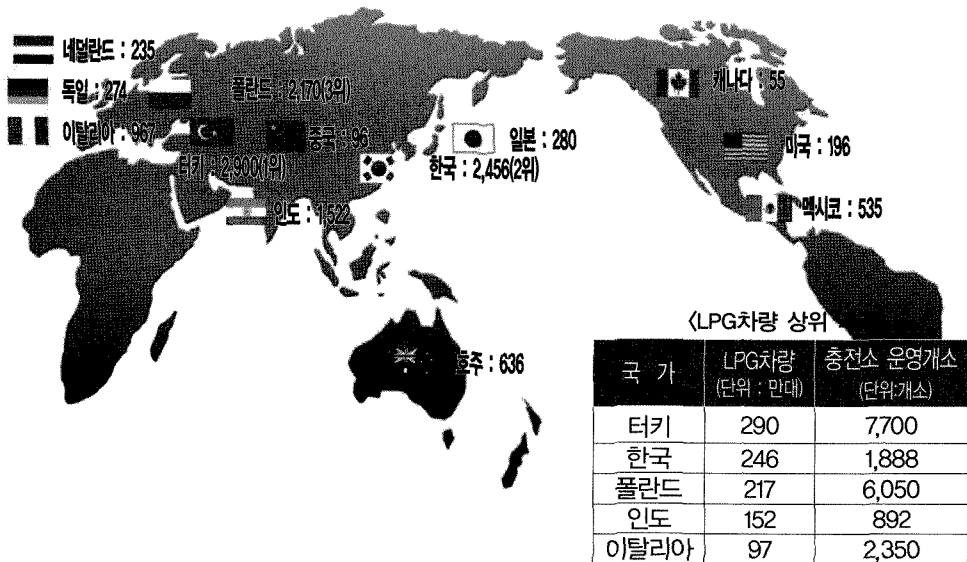 네덜란드 : 235
독일 : 274
폴란드 : 2,170(3위)
이탈리아 : 967
중국 : 96
터키 : 2,900(1위)
일본 : 280
한국 : 2,456(2위)
인도 : 1,522
호주 : 636
캐나다 : 55
미국 : 196
멕시코 : 535
〈LPG차량 상위
국 가 LPG차량 (단위 : 만대) 충전소 운영개소 (단위:개소)
터키 290 7,700
한국 246 1,888
폴란드 217 6,050
인도 152 892
이탈리아 97 2,350